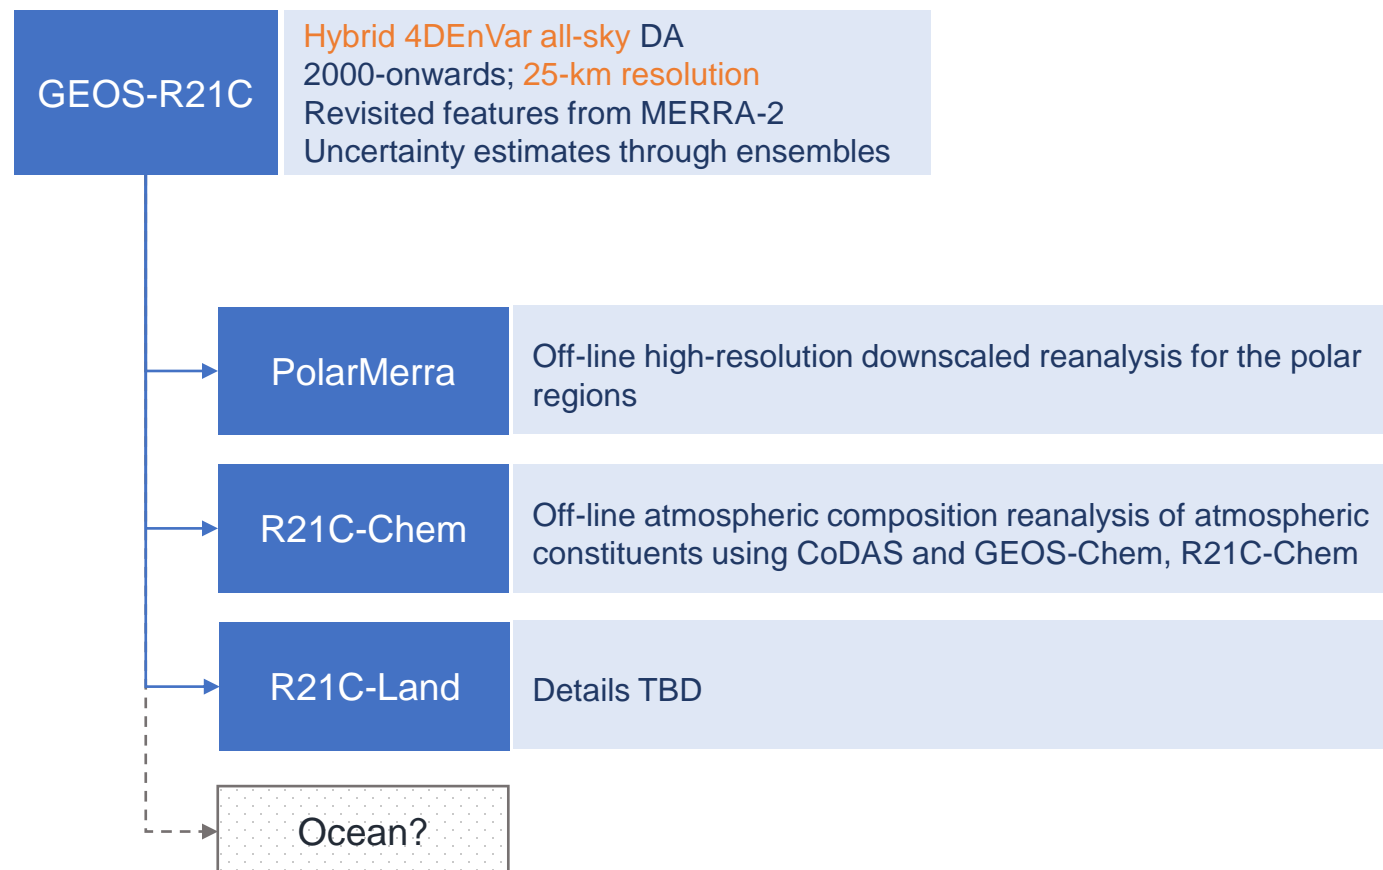 GEOS-R21C
Hybrid 4DEnVar all-sky DA
2000-onwards; 25-km resolution
Revisited features from MERRA-2
Uncertainty estimates through ensembles
PolarMerra
Off-line high-resolution downscaled reanalysis for the polar
regions
R21C-Chem
Off-line atmospheric composition reanalysis of atmospheric
constituents using CoDAS and GEOS-Chem, R21C-Chem
R21C-Land
Details TBD
Ocean?